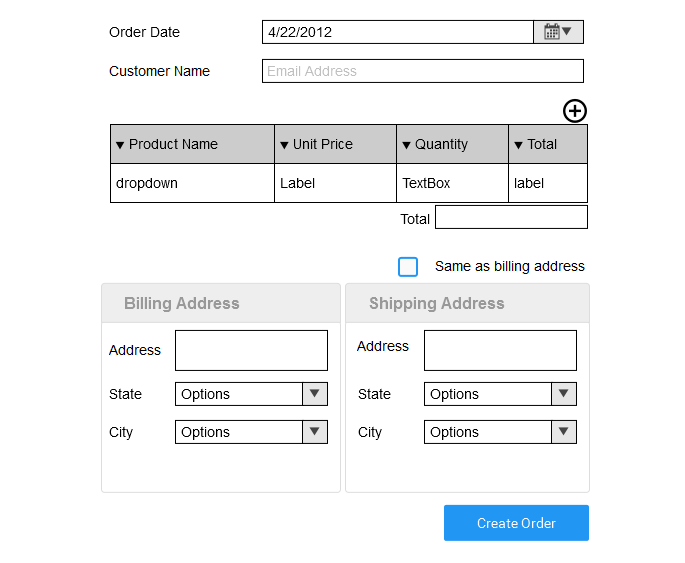 Order Date 4/22/2012
Customer Name Email Address
Product Name Unit Price Quantity Total
dropdown Label TextBox label
Total
Same as billing address
Billing Address Shipping Address
Address Address
State Options State Options
City Options City Options
Create Order